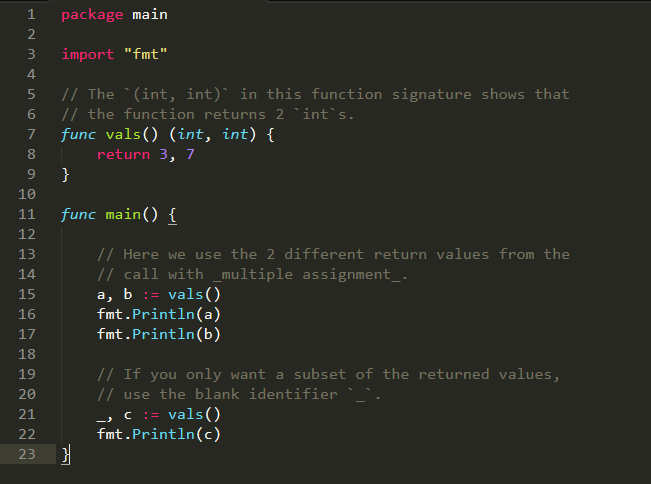 1 package main
2
3 import "fmt"
4
5 // The `(int, int)` in this function signature shows that
6 // the function returns 2 `int`s.
7 func vals() (int, int) {
8     return 3, 7
9 }
10
11 func main() {
12
13     // Here we use the 2 different return values from the
14     // call with _multiple assignment_.
15     a, b := vals()
16     fmt.Println(a)
17     fmt.Println(b)
18
19     // If you only want a subset of the returned values,
20     // use the blank identifier `_`.
21     _, c := vals()
22     fmt.Println(c)
23 }